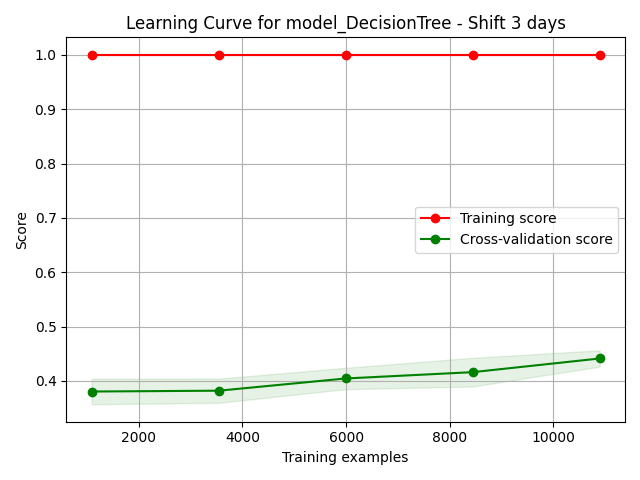 Learning Curve for model_DecisionTree - Shift 3 days
1.0
0.9
0.8
0.7
0.6
0.5
0.4
Score
Training score
Cross-validation score
2000
4000
6000
8000
10000
Training examples